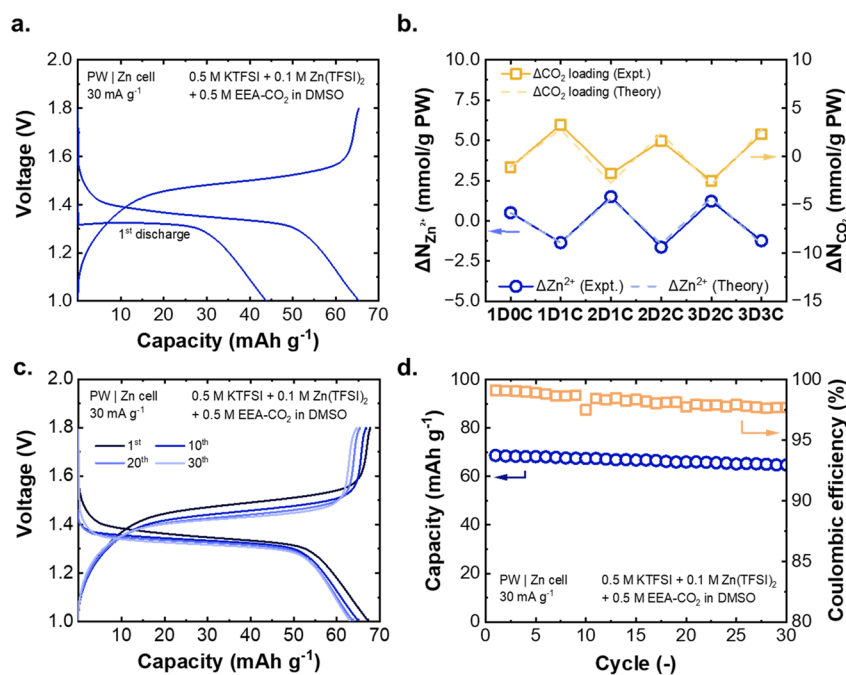 a.
2.0
1.8
1.6
1.4
1.2
1.0
Voltage (V)
PW | Zn cell
30 mA g⁻¹
0.5 M KTFSI + 0.1 M Zn(TFSI)₂
+ 0.5 M EEA-CO₂ in DMSO
1ˢᵗ discharge
10 20 30 40 50 60 70
Capacity (mAh g⁻¹)
b.
10.0
7.5
5.0
2.5
0.0
−2.5
−5.0
ΔN_Zn²⁺ (mmol/g PW)
ΔCO₂ loading (Expt.)
ΔCO₂ loading (Theory)
ΔZn²⁺ (Expt.) ΔZn²⁺ (Theory)
10
5
0
−5
−10
−15
ΔN_CO₂ (mmol/g PW)
1D0C 1D1C 2D1C 2D2C 3D2C 3D3C
c.
2.0
1.8
1.6
1.4
1.2
1.0
Voltage (V)
PW | Zn cell
30 mA g⁻¹
0.5 M KTFSI + 0.1 M Zn(TFSI)₂
+ 0.5 M EEA-CO₂ in DMSO
1ˢᵗ 10ᵗʰ
20ᵗʰ 30ᵗʰ
10 20 30 40 50 60 70
Capacity (mAh g⁻¹)
d.
100
80
60
40
20
0
Capacity (mAh g⁻¹)
PW | Zn cell
30 mA g⁻¹
0.5 M KTFSI + 0.1 M Zn(TFSI)₂
+ 0.5 M EEA-CO₂ in DMSO
100
95
90
85
80
Coulombic efficiency (%)
0 5 10 15 20 25 30
Cycle (-)